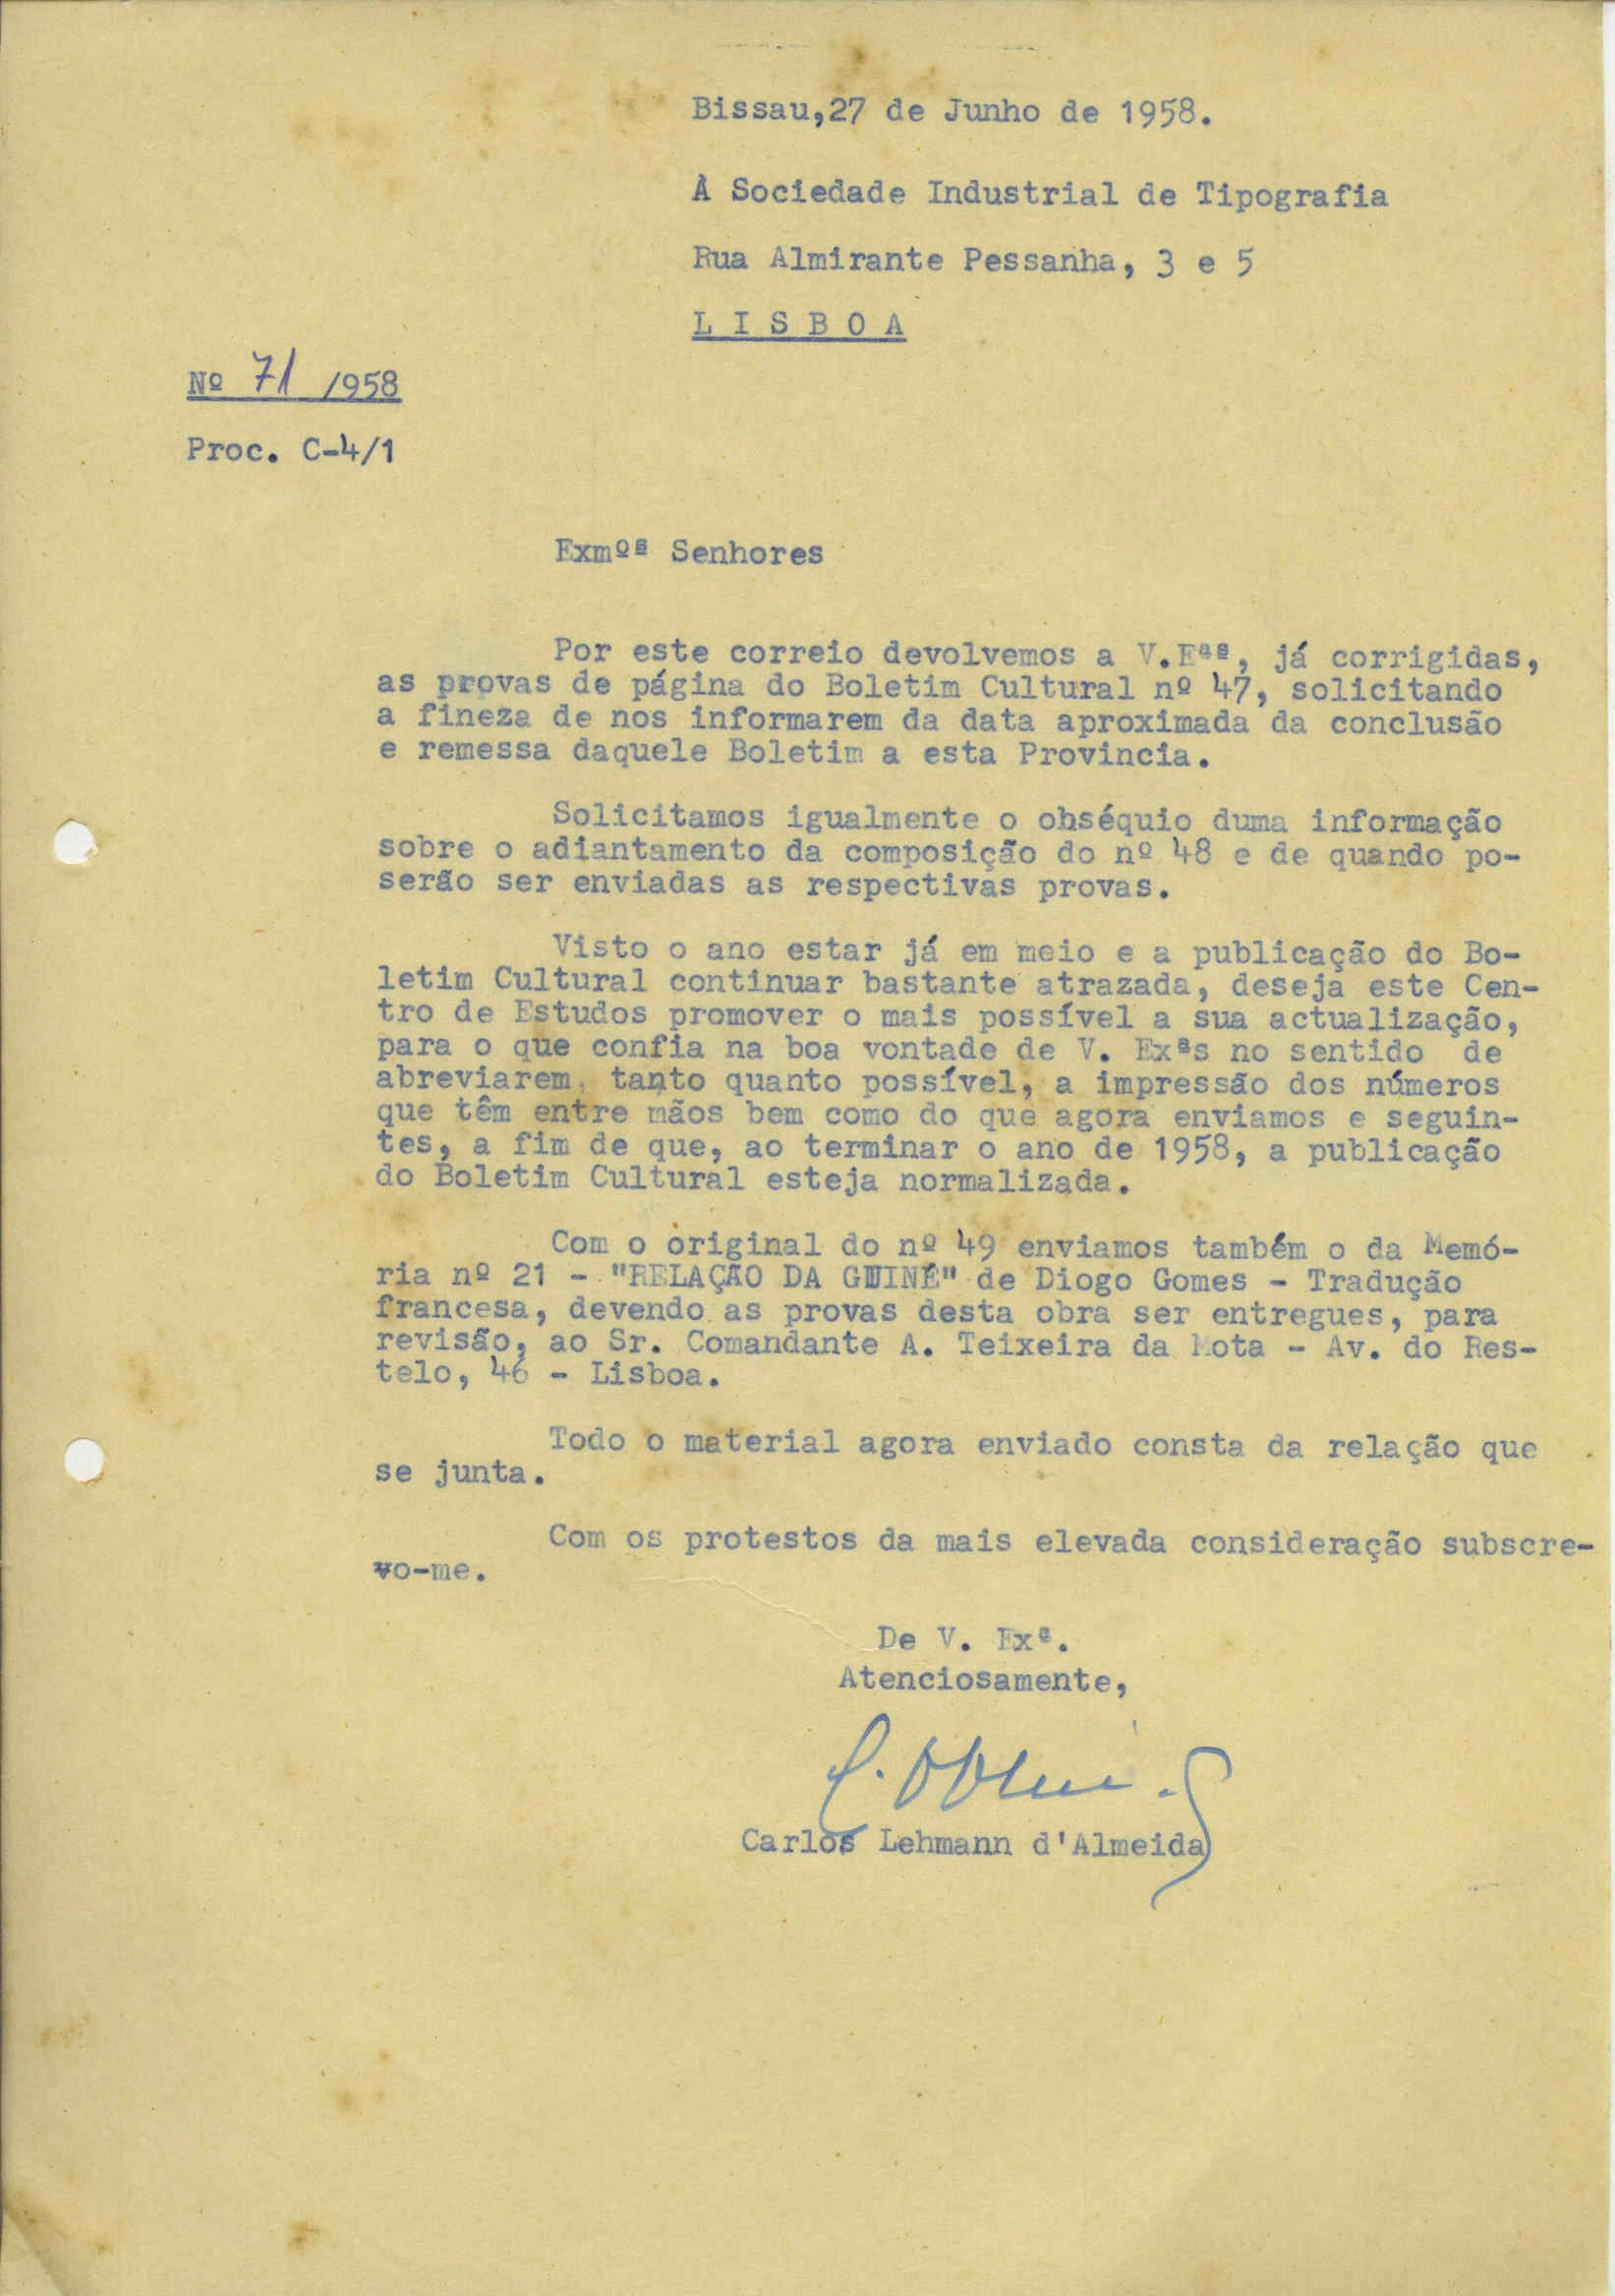 Bissau,27 de Junho de 1958.
À Sociedade Industrial de Tipografia
Rua Almirante Pessanha, 3 e 5
L I S B O A
Nº 71 /1958
Proc. C-4/1
Exmºs Senhores
Por este correio devolvemos a V.Eªs, já corrigidas,
as provas de página do Boletim Cultural nº 47, solicitando
a fineza de nos informarem da data aproximada da conclusão
e remessa daquele Boletim a esta Provincia.
Solicitamos igualmente o obséquio duma informação
sobre o adiantamento da composição do nº 48 e de quando po-
serão ser enviadas as respectivas provas.
Visto o ano estar já em meio e a publicação do Bo-
letim Cultural continuar bastante atrazada, deseja este Cen-
tro de Estudos promover o mais possível a sua actualização,
para o que confia na boa vontade de V. Exªs no sentido de
abreviarem, tanto quanto possível, a impressão dos números
que têm entre mãos bem como do que agora enviamos e seguin-
tes, a fim de que, ao terminar o ano de 1958, a publicação
do Boletim Cultural esteja normalizada.
Com o original do nº 49 enviamos também o da Memó-
ria nº 21 - "RELAÇÃO DA GUINÉ" de Diogo Gomes - Tradução
francesa, devendo as provas desta obra ser entregues, para
revisão, ao Sr. Comandante A. Teixeira da Mota - Av. do Res-
telo, 46 - Lisboa.
Todo o material agora enviado consta da relação que
se junta.
Com os protestos da mais elevada consideração subscre-
vo-me.
De V. Exª.
Atenciosamente,
Carlos Lehmann d'Almeida